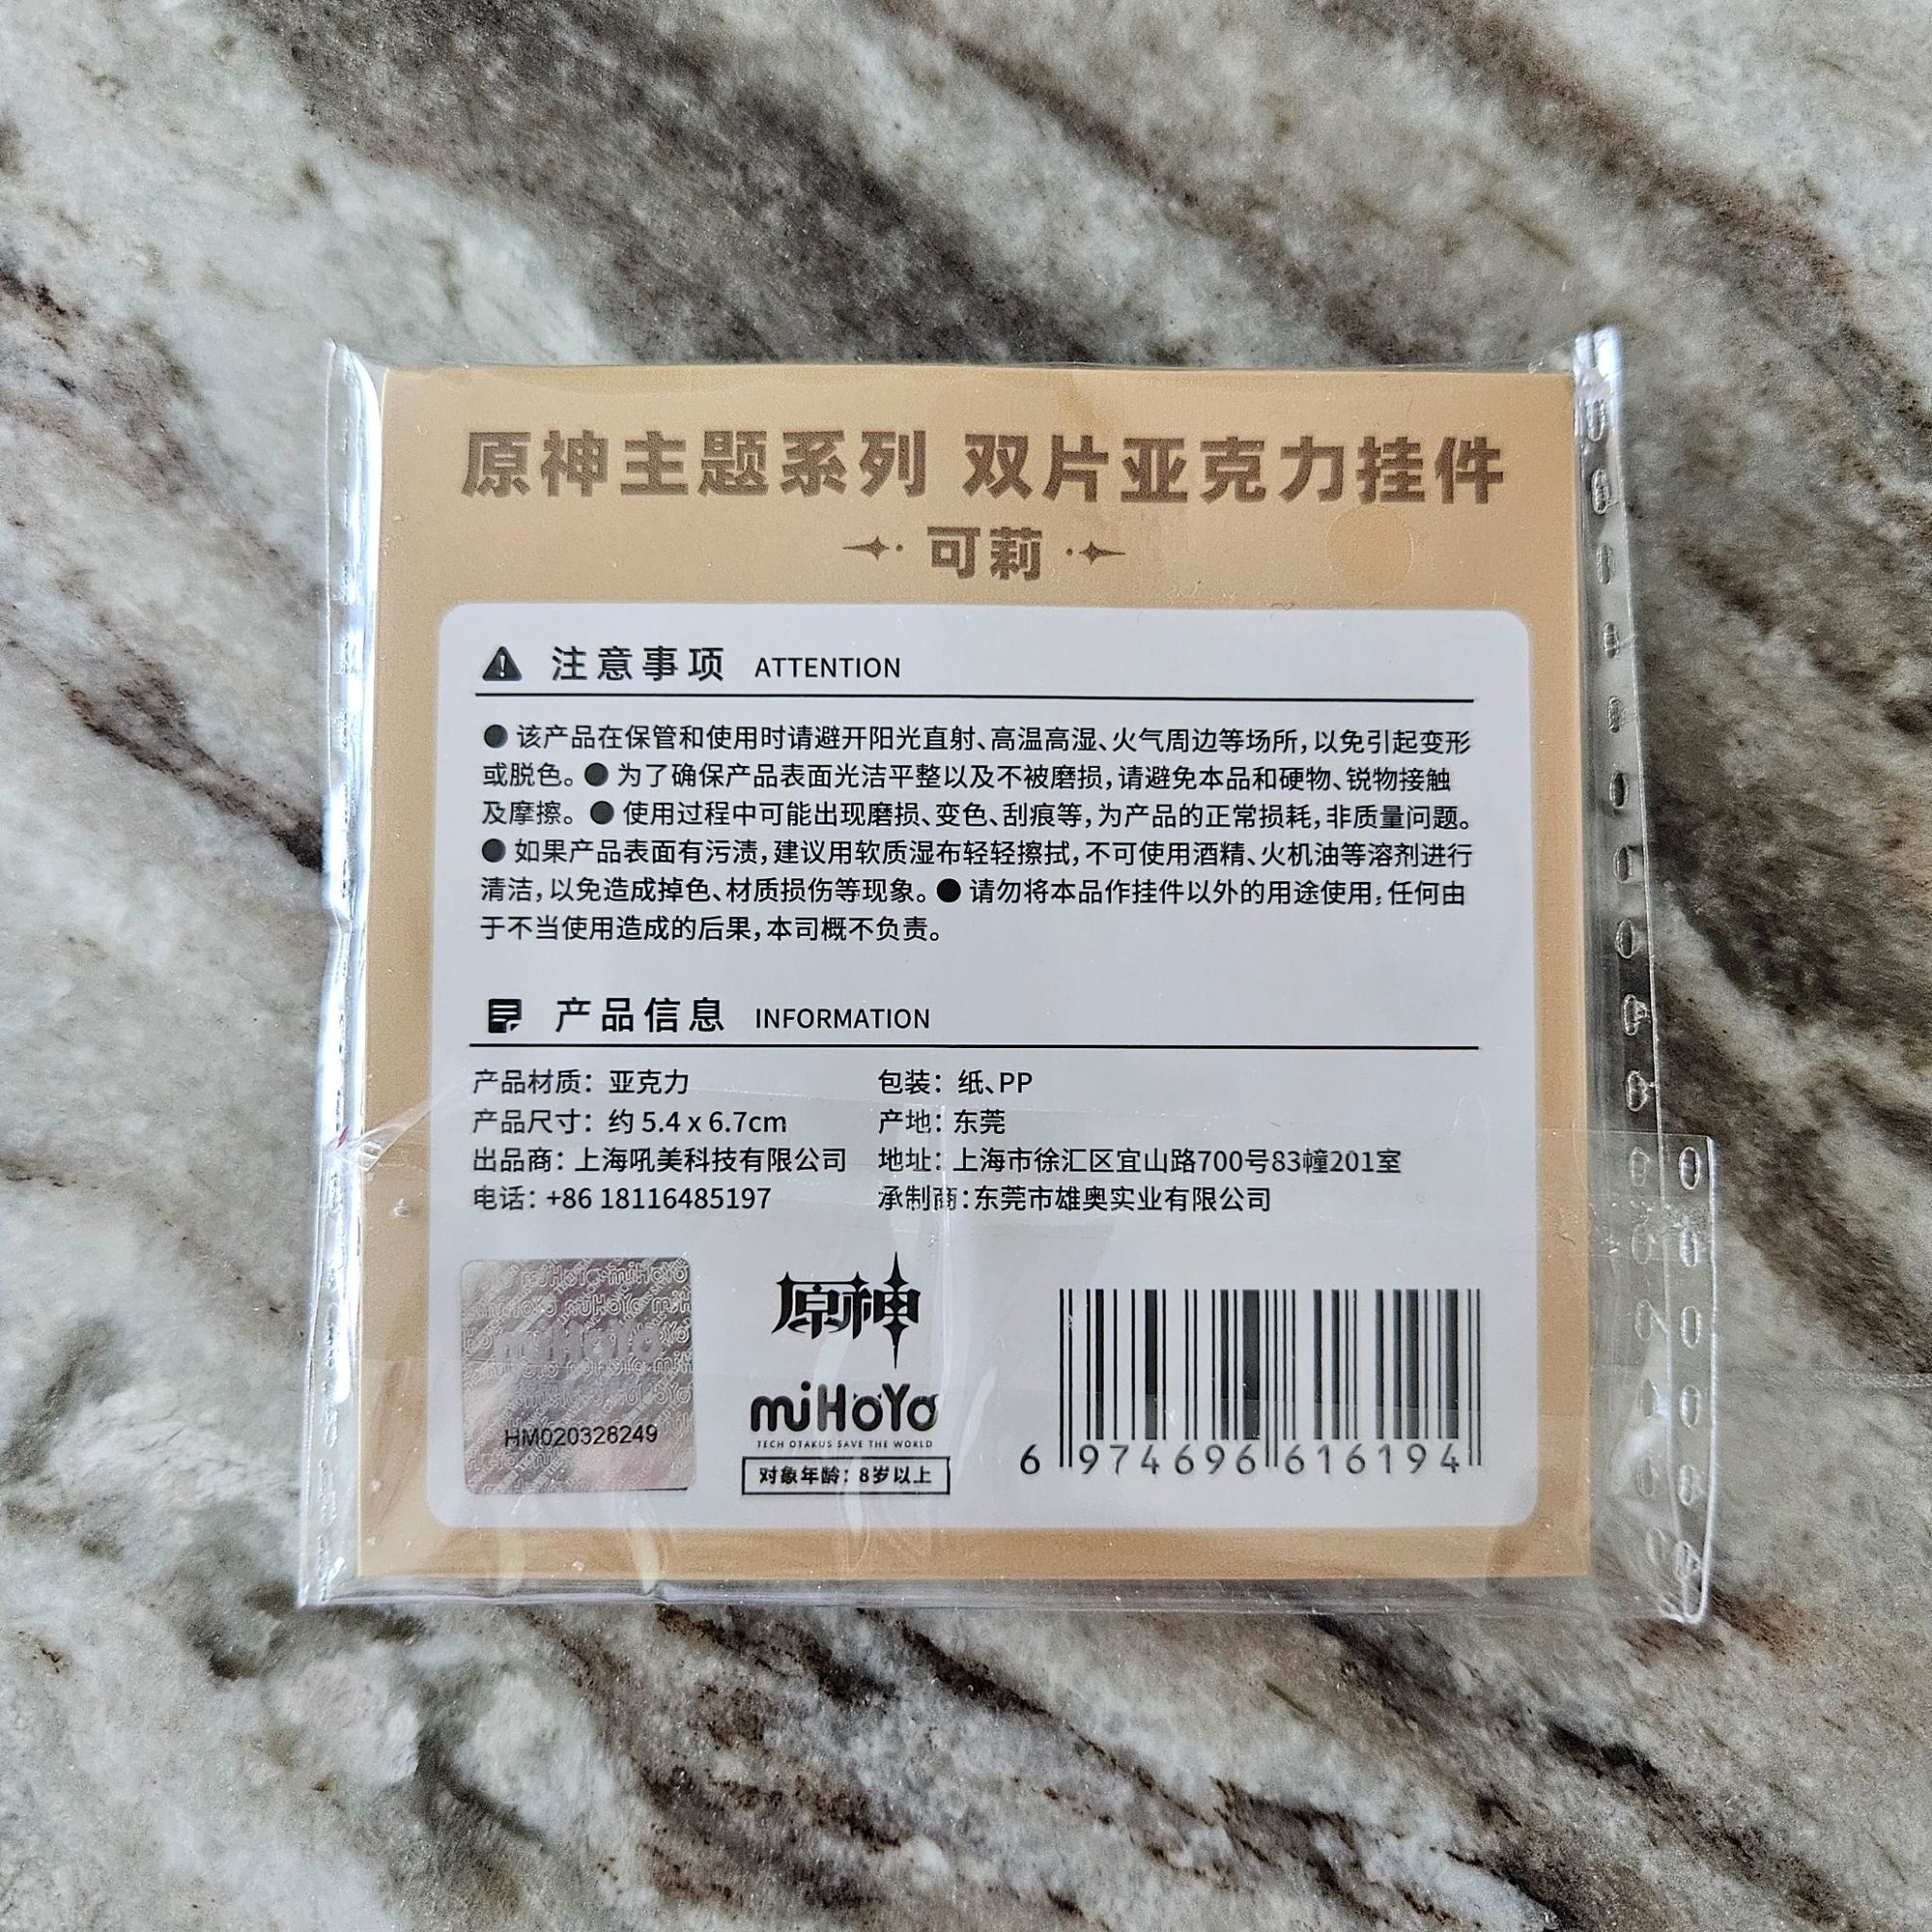 原神主题系列 双片亚克力挂件
可莉
注意事项 ATTENTION
● 该产品在保管和使用时请避开阳光直射、高温高湿、火气周边等场所，以免引起变形
或脱色。● 为了确保产品表面光洁平整以及不被磨损，请避免本品和硬物、锐物接触
及摩擦。● 使用过程中可能出现磨损、变色、刮痕等，为产品的正常损耗，非质量问题。
● 如果产品表面有污渍，建议用软质湿布轻轻擦拭，不可使用酒精、火机油等溶剂进行
清洁，以免造成掉色、材质损伤等现象。● 请勿将本品作挂件以外的用途使用，任何由
于不当使用造成的后果，本司概不负责。
产品信息 INFORMATION
产品材质：亚克力 包装：纸、PP
产品尺寸：约 5.4 x 6.7cm 产地：东莞
出品商：上海吼美科技有限公司 地址：上海市徐汇区宜山路700号83幢201室
电话：+86 18116485197 承制商：东莞市雄奥实业有限公司
miHoYo
HM020328249
原神
miHoYo
TECH OTAKUS SAVE THE WORLD
对象年龄：8岁以上
6 974696 616194